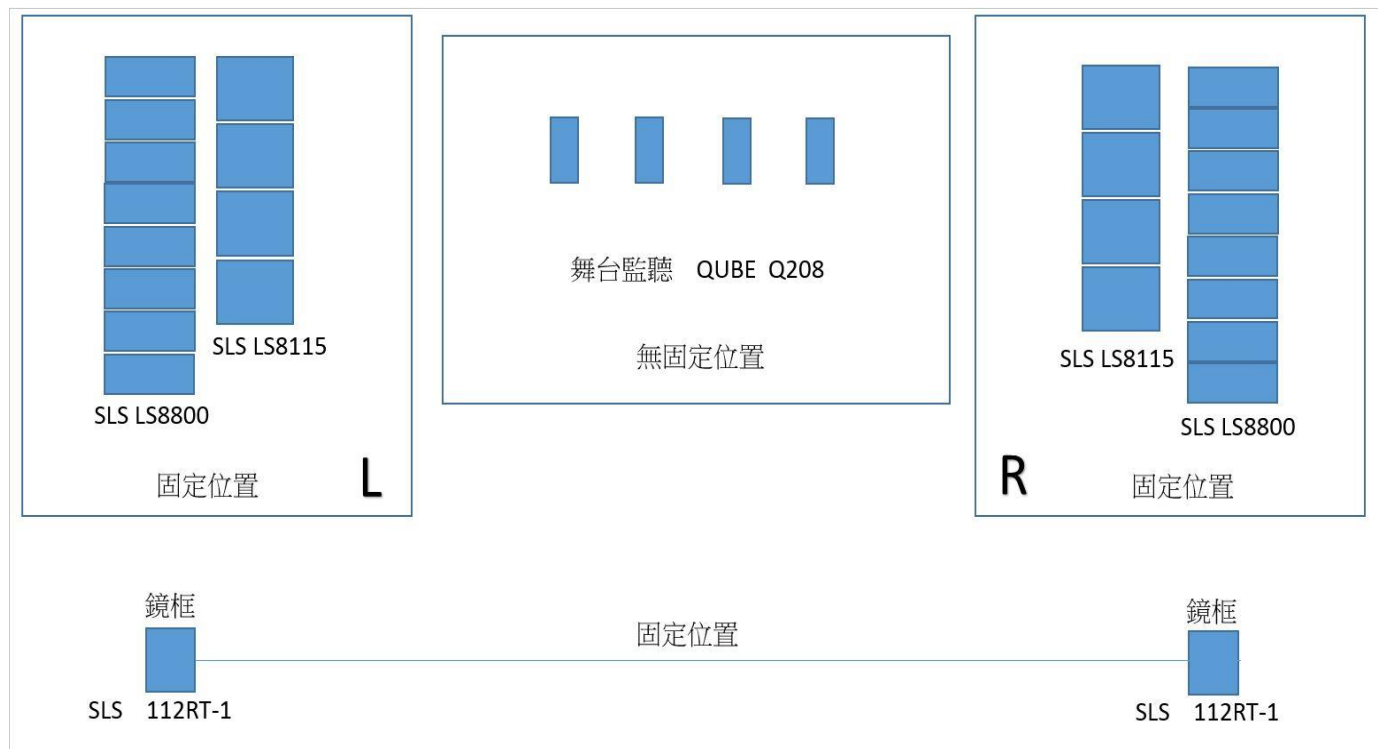 SLS LS8115
SLS LS8800
固定位置
L
舞台監聽 QUBE Q208
無固定位置
SLS LS8115
SLS LS8800
R
固定位置
鏡框
固定位置
鏡框
SLS 112RT-1
SLS 112RT-1